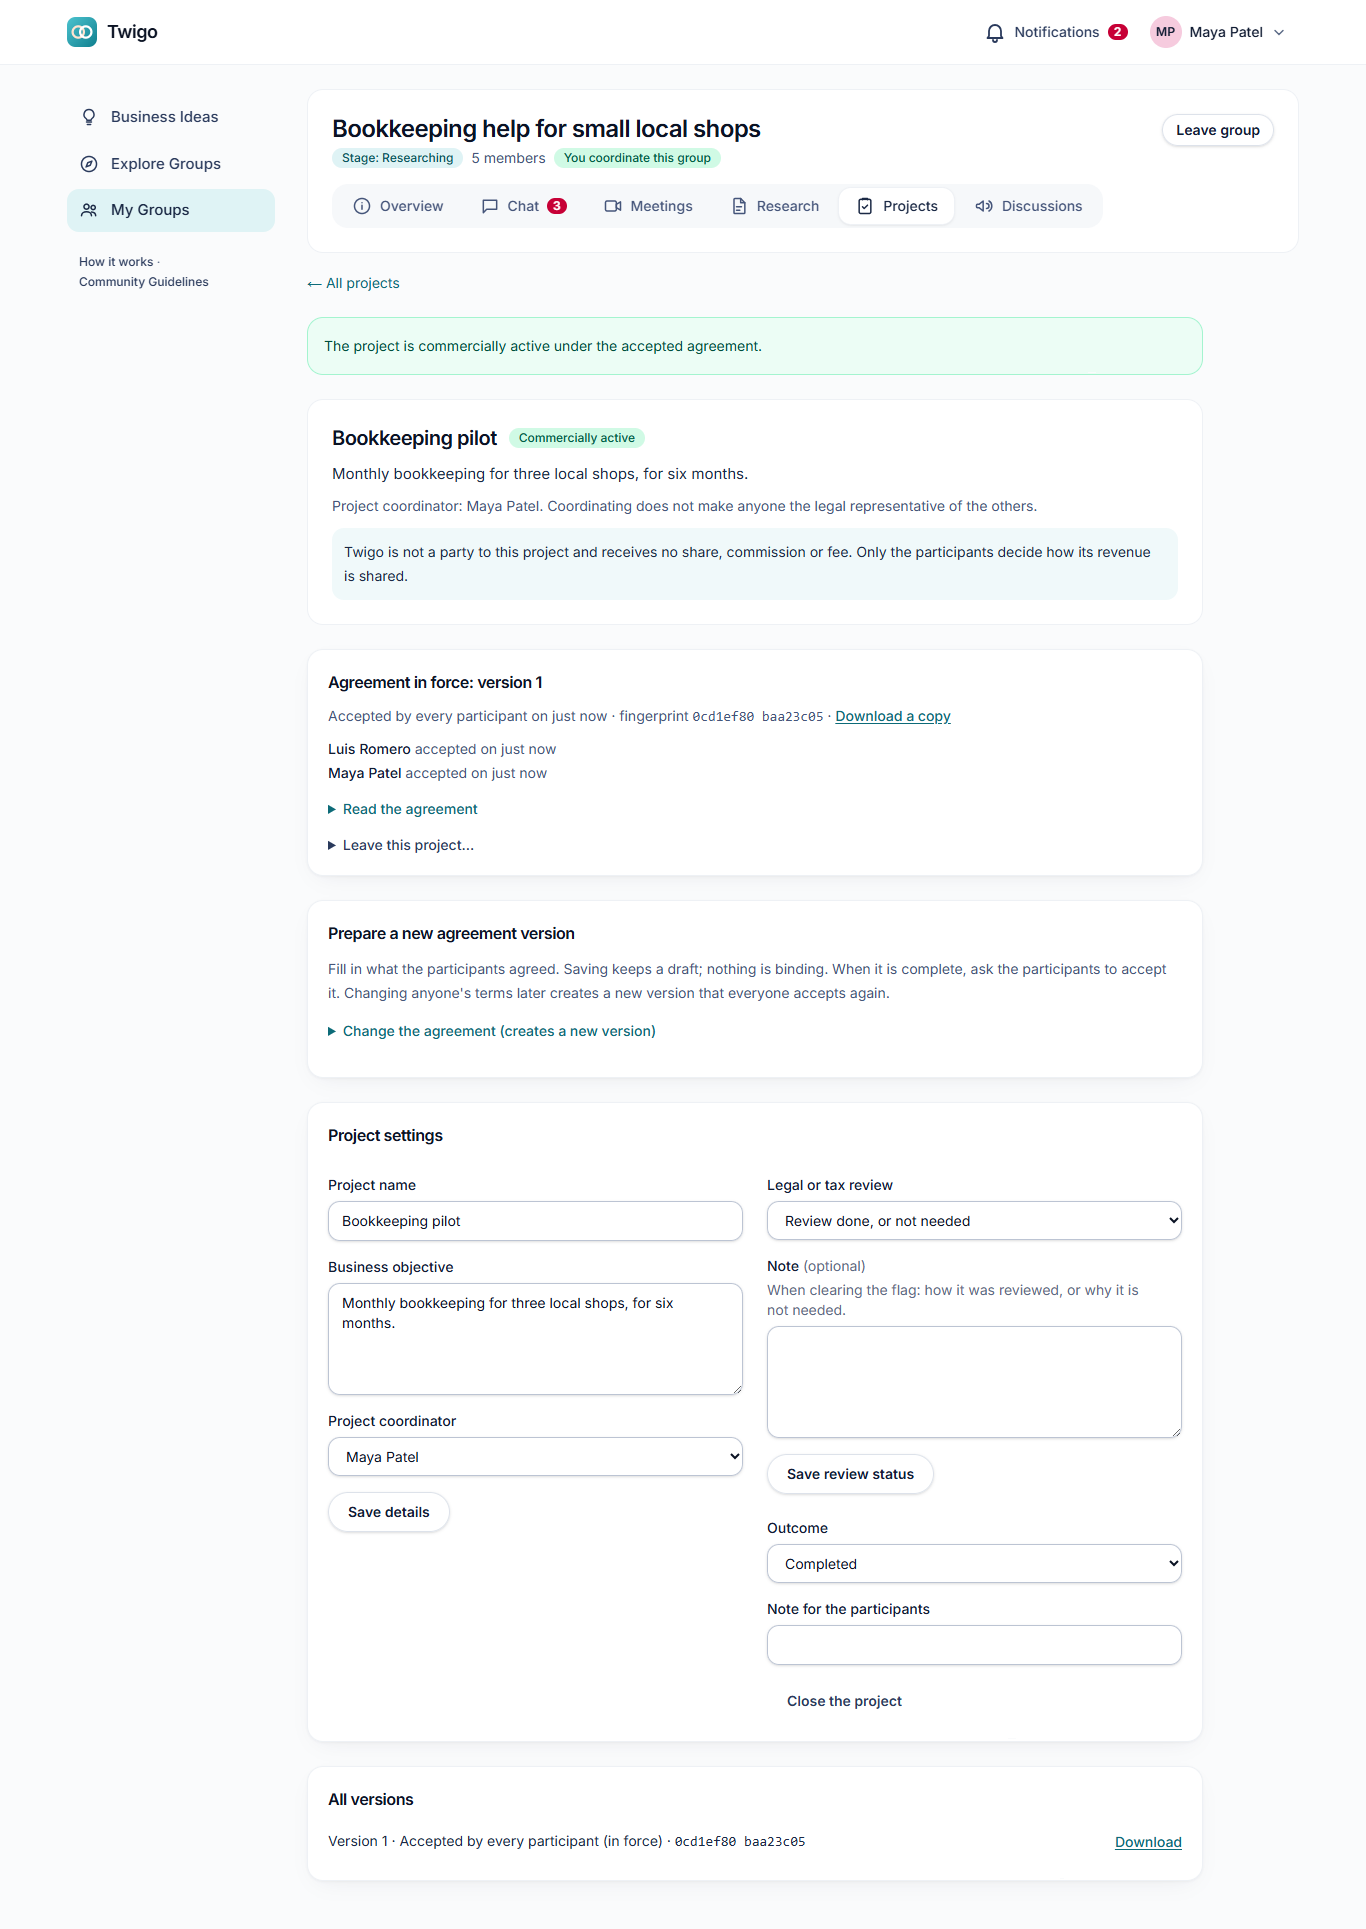 Twigo
Notifications 2
MP Maya Patel
Business Ideas
Explore Groups
My Groups
How it works ·
Community Guidelines
Bookkeeping help for small local shops
Leave group
Stage: Researching 5 members You coordinate this group
Overview Chat 3 Meetings Research Projects Discussions
← All projects
The project is commercially active under the accepted agreement.
Bookkeeping pilot Commercially active
Monthly bookkeeping for three local shops, for six months.
Project coordinator: Maya Patel. Coordinating does not make anyone the legal representative of the others.
Twigo is not a party to this project and receives no share, commission or fee. Only the participants decide how its revenue
is shared.
Agreement in force: version 1
Accepted by every participant on just now · fingerprint 0cd1ef80 baa23c05 · Download a copy
Luis Romero accepted on just now
Maya Patel accepted on just now
▶ Read the agreement
▶ Leave this project...
Prepare a new agreement version
Fill in what the participants agreed. Saving keeps a draft; nothing is binding. When it is complete, ask the participants to accept
it. Changing anyone's terms later creates a new version that everyone accepts again.
▶ Change the agreement (creates a new version)
Project settings
Project name
Bookkeeping pilot
Business objective
Monthly bookkeeping for three local shops, for six
months.
Project coordinator
Maya Patel
Save details
Legal or tax review
Review done, or not needed
Note (optional)
When clearing the flag: how it was reviewed, or why it is
not needed.
Save review status
Outcome
Completed
Note for the participants
Close the project
All versions
Version 1 · Accepted by every participant (in force) · 0cd1ef80 baa23c05
Download